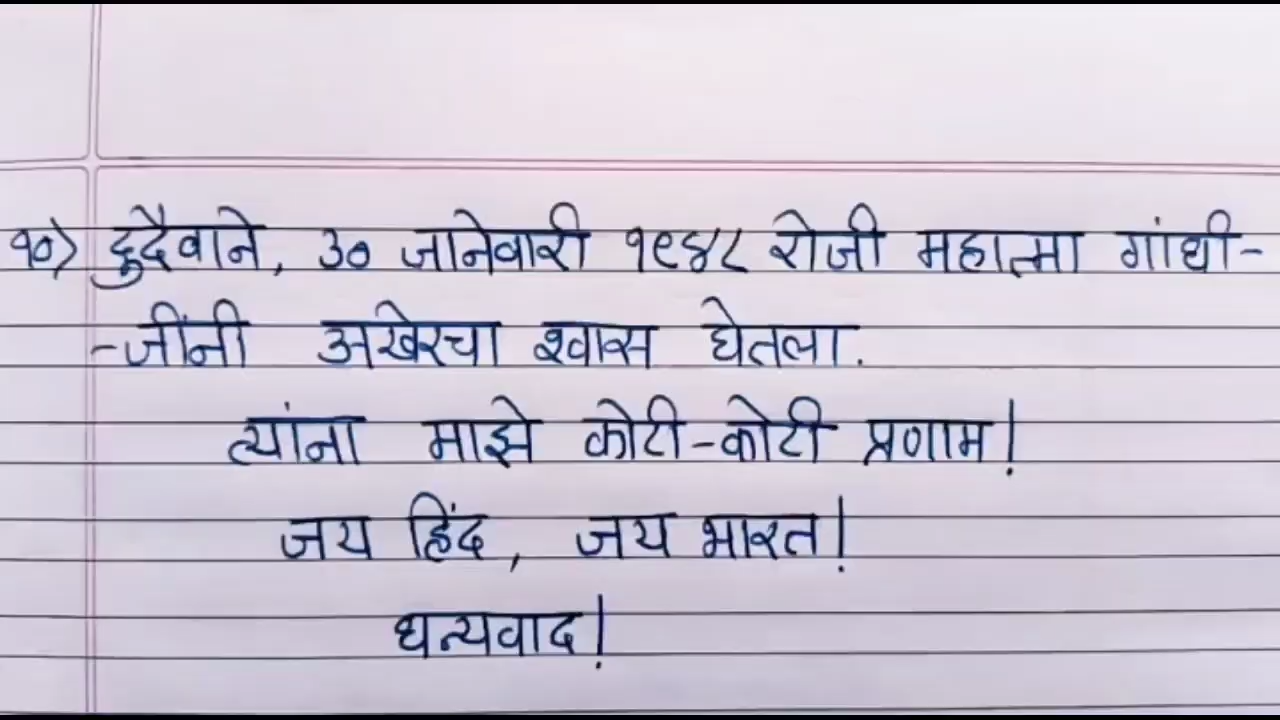 १०) दुर्दैवाने, ३० जानेवारी १९४८ रोजी महात्मा गांधी-
-जींनी अखेरचा श्वास घेतला.
त्यांना माझे कोटी-कोटी प्रणाम!
जय हिंद, जय भारत!
धन्यवाद!